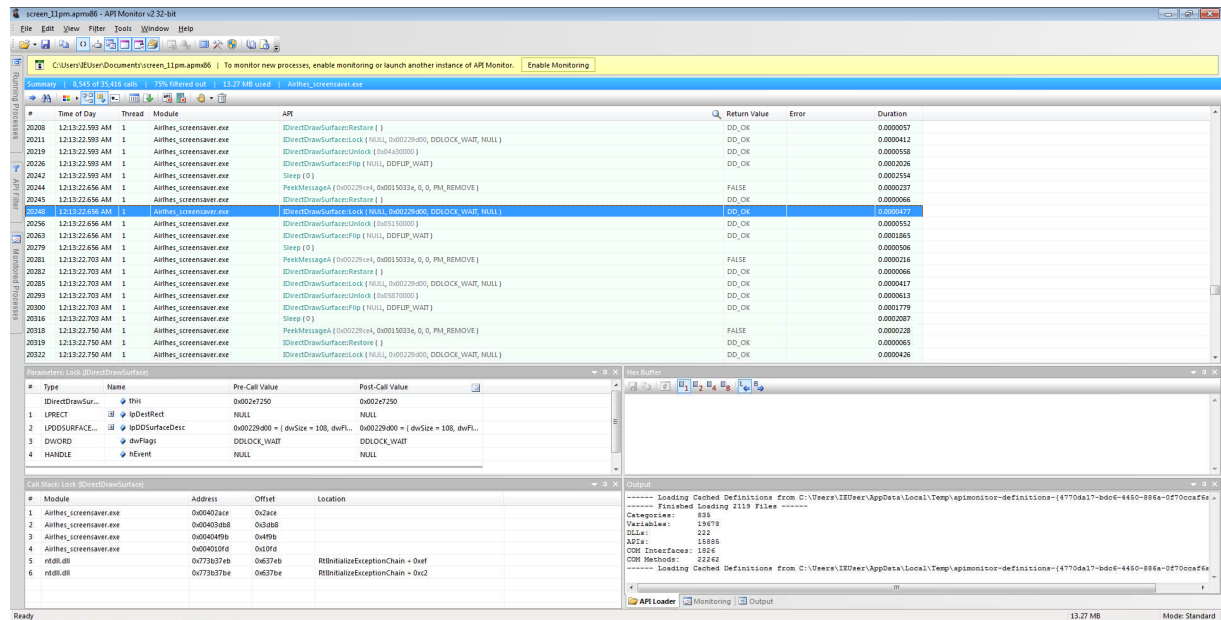 screen_11pm.apmx86 - API Monitor v2 32-bit
File Edit View Filter Tools Window Help
C:\Users\IEUser\Documents\screen_11pm.apmx86 | To monitor new processes, enable monitoring or launch another instance of API Monitor. Enable Monitoring
Summary | 8,545 of 35,416 calls | 75% filtered out | 13.27 MB used | Airlhes_screensaver.exe
Running Processes
API Filter
Monitored Processes
# Time of Day Thread Module API Return Value Error Duration
20208 12:13:22.593 AM 1 Airlhes_screensaver.exe IDirectDrawSurface::Restore ( ) DD_OK 0.0000057
20211 12:13:22.593 AM 1 Airlhes_screensaver.exe IDirectDrawSurface::Lock ( NULL, 0x00229d00, DDLOCK_WAIT, NULL ) DD_OK 0.0000412
20219 12:13:22.593 AM 1 Airlhes_screensaver.exe IDirectDrawSurface::Unlock ( 0x04a30000 ) DD_OK 0.0000558
20226 12:13:22.593 AM 1 Airlhes_screensaver.exe IDirectDrawSurface::Flip ( NULL, DDFLIP_WAIT ) DD_OK 0.0002026
20242 12:13:22.593 AM 1 Airlhes_screensaver.exe Sleep ( 0 ) 0.0002554
20244 12:13:22.656 AM 1 Airlhes_screensaver.exe PeekMessageA ( 0x00229ce4, 0x0015033e, 0, 0, PM_REMOVE ) FALSE 0.0000237
20245 12:13:22.656 AM 1 Airlhes_screensaver.exe IDirectDrawSurface::Restore ( ) DD_OK 0.0000066
20248 12:13:22.656 AM 1 Airlhes_screensaver.exe IDirectDrawSurface::Lock ( NULL, 0x00229d00, DDLOCK_WAIT, NULL ) DD_OK 0.0000477
20256 12:13:22.656 AM 1 Airlhes_screensaver.exe IDirectDrawSurface::Unlock ( 0x05150000 ) DD_OK 0.0000552
20263 12:13:22.656 AM 1 Airlhes_screensaver.exe IDirectDrawSurface::Flip ( NULL, DDFLIP_WAIT ) DD_OK 0.0001865
20279 12:13:22.656 AM 1 Airlhes_screensaver.exe Sleep ( 0 ) 0.0000506
20281 12:13:22.703 AM 1 Airlhes_screensaver.exe PeekMessageA ( 0x00229ce4, 0x0015033e, 0, 0, PM_REMOVE ) FALSE 0.0000216
20282 12:13:22.703 AM 1 Airlhes_screensaver.exe IDirectDrawSurface::Restore ( ) DD_OK 0.0000066
20285 12:13:22.703 AM 1 Airlhes_screensaver.exe IDirectDrawSurface::Lock ( NULL, 0x00229d00, DDLOCK_WAIT, NULL ) DD_OK 0.0000417
20293 12:13:22.703 AM 1 Airlhes_screensaver.exe IDirectDrawSurface::Unlock ( 0x05870000 ) DD_OK 0.0000613
20300 12:13:22.703 AM 1 Airlhes_screensaver.exe IDirectDrawSurface::Flip ( NULL, DDFLIP_WAIT ) DD_OK 0.0001779
20316 12:13:22.703 AM 1 Airlhes_screensaver.exe Sleep ( 0 ) 0.0002087
20318 12:13:22.750 AM 1 Airlhes_screensaver.exe PeekMessageA ( 0x00229ce4, 0x0015033e, 0, 0, PM_REMOVE ) FALSE 0.0000228
20319 12:13:22.750 AM 1 Airlhes_screensaver.exe IDirectDrawSurface::Restore ( ) DD_OK 0.0000065
20322 12:13:22.750 AM 1 Airlhes_screensaver.exe IDirectDrawSurface::Lock ( NULL, 0x00229d00, DDLOCK_WAIT, NULL ) DD_OK 0.0000426
Parameters: Lock (IDirectDrawSurface)
# Type Name Pre-Call Value Post-Call Value
IDirectDrawSur... this 0x002e7250 0x002e7250
1 LPRECT lpDestRect NULL NULL
2 LPDDSURFACE... lpDDSurfaceDesc 0x00229d00 = { dwSize = 108, dwFl... 0x00229d00 = { dwSize = 108, dwFl...
3 DWORD dwFlags DDLOCK_WAIT DDLOCK_WAIT
4 HANDLE hEvent NULL NULL
Hex Buffer
1 2 4 8 L B
Call Stack: Lock (IDirectDrawSurface)
# Module Address Offset Location
1 Airlhes_screensaver.exe 0x00402ace 0x2ace
2 Airlhes_screensaver.exe 0x00403db8 0x3db8
3 Airlhes_screensaver.exe 0x00404f9b 0x4f9b
4 Airlhes_screensaver.exe 0x004010fd 0x10fd
5 ntdll.dll 0x773b37eb 0x637eb RtlInitializeExceptionChain + 0xef
6 ntdll.dll 0x773b37be 0x637be RtlInitializeExceptionChain + 0xc2
Output
------ Loading Cached Definitions from C:\Users\IEUser\AppData\Local\Temp\apimonitor-definitions-{4770da17-bdc6-4450-886a-0f70ccaf6a
------ Finished Loading 2119 Files ------
Categories: 835
Variables: 19678
DLLs: 222
APIs: 15885
COM Interfaces: 1826
COM Methods: 22262
------ Loading Cached Definitions from C:\Users\IEUser\AppData\Local\Temp\apimonitor-definitions-{4770da17-bdc6-4450-886a-0f70ccaf6a
API Loader Monitoring Output
Ready 13.27 MB Mode: Standard